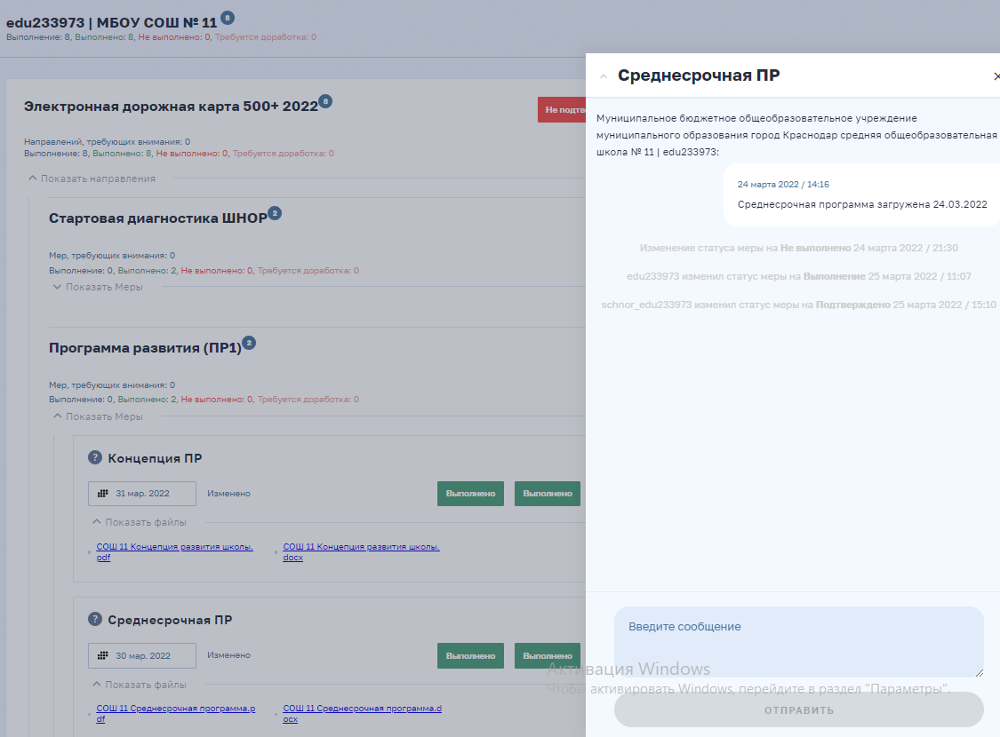 edu233973 | МБОУ СОШ № 11 8
Выполнение: 8, Выполнено: 8, Не выполнено: 0, Требуется доработка: 0
Электронная дорожная карта 500+ 2022 8
Направлений, требующих внимания: 0
Выполнение: 8, Выполнено: 8, Не выполнено: 0, Требуется доработка: 0
Показать направления
Стартовая диагностика ШНОР 2
Мер, требующих внимания: 0
Выполнение: 0, Выполнено: 2, Не выполнено: 0, Требуется доработка: 0
Показать Меры
Программа развития (ПР1) 2
Мер, требующих внимания: 0
Выполнение: 0, Выполнено: 2, Не выполнено: 0, Требуется доработка: 0
Показать Меры
? Концепция ПР
31 мар. 2022 Изменено Выполнено Выполнено
Показать файлы
СОШ 11 Концепция развития школы. СОШ 11 Концепция развития школы.
pdf docx
? Среднесрочная ПР
30 мар. 2022 Изменено Выполнено Выполнено
Показать файлы
СОШ 11 Среднесрочная программа.p СОШ 11 Среднесрочная программа.d
df ocx
Не подтв
Среднесрочная ПР
Муниципальное бюджетное общеобразовательное учреждение
муниципального образования город Краснодар средняя общеобразовательная
школа № 11 | edu233973:
24 марта 2022 / 14:16
Среднесрочная программа загружена 24.03.2022
Изменение статуса меры на Не выполнено 24 марта 2022 / 21:30
edu233973 изменил статус меры на Выполнение 25 марта 2022 / 11:07
schnor_edu233973 изменил статус меры на Подтверждено 25 марта 2022 / 15:10
Введите сообщение
Активация Windows
Чтобы активировать Windows, перейдите в раздел "Параметры".
ОТПРАВИТЬ